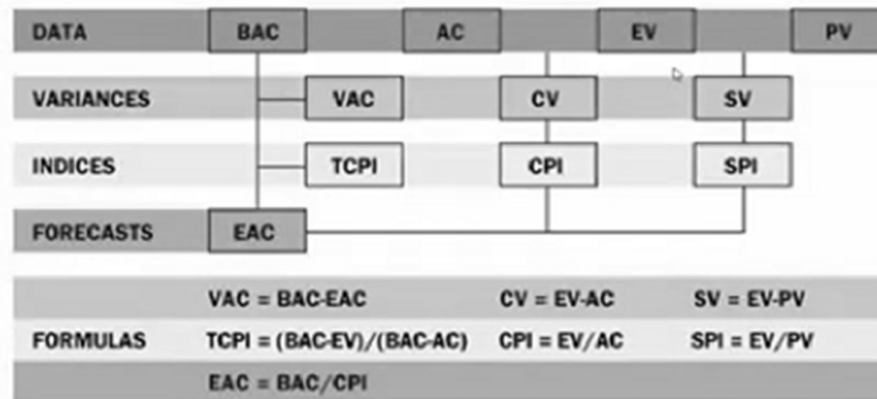 DATA BAC AC EV PV
VARIANCES VAC CV SV
INDICES TCPI CPI SPI
FORECASTS EAC
VAC = BAC-EAC CV = EV-AC SV = EV-PV
FORMULAS TCPI = (BAC-EV)/(BAC-AC) CPI = EV/AC SPI = EV/PV
EAC = BAC/CPI